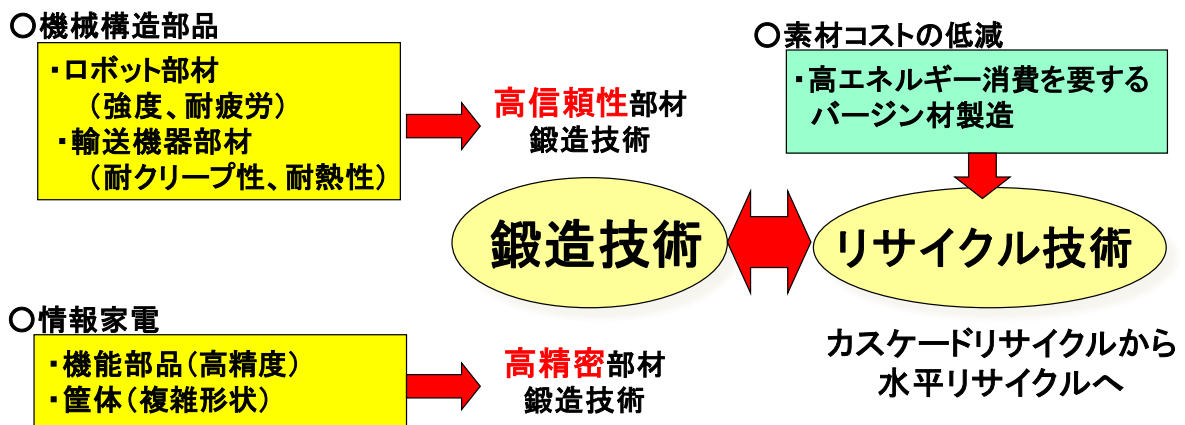 〇機械構造部品
・ロボット部材
（強度、耐疲労）
・輸送機器部材
（耐クリープ性、耐熱性）
高信頼性部材
鍛造技術
〇素材コストの低減
・高エネルギー消費を要する
バージン材製造
鍛造技術
リサイクル技術
カスケードリサイクルから
水平リサイクルへ
〇情報家電
・機能部品（高精度）
・筐体（複雑形状）
高精密部材
鍛造技術